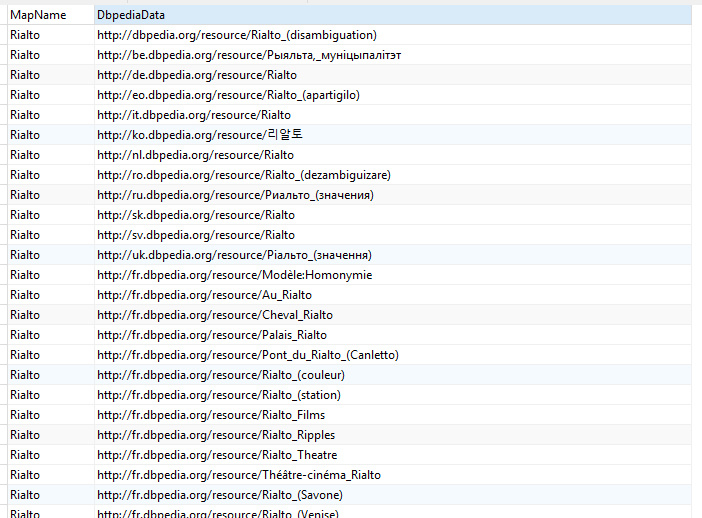 MapName DbpediaData
Rialto http://dbpedia.org/resource/Rialto_(disambiguation)
Rialto http://be.dbpedia.org/resource/Рыяльта,_муніцыпалітэт
Rialto http://de.dbpedia.org/resource/Rialto
Rialto http://eo.dbpedia.org/resource/Rialto_(apartigilo)
Rialto http://it.dbpedia.org/resource/Rialto
Rialto http://ko.dbpedia.org/resource/리알토
Rialto http://nl.dbpedia.org/resource/Rialto
Rialto http://ro.dbpedia.org/resource/Rialto_(dezambiguizare)
Rialto http://ru.dbpedia.org/resource/Риальто_(значения)
Rialto http://sk.dbpedia.org/resource/Rialto
Rialto http://sv.dbpedia.org/resource/Rialto
Rialto http://uk.dbpedia.org/resource/Ріальто_(значення)
Rialto http://fr.dbpedia.org/resource/Modèle:Homonymie
Rialto http://fr.dbpedia.org/resource/Au_Rialto
Rialto http://fr.dbpedia.org/resource/Cheval_Rialto
Rialto http://fr.dbpedia.org/resource/Palais_Rialto
Rialto http://fr.dbpedia.org/resource/Pont_du_Rialto_(Canletto)
Rialto http://fr.dbpedia.org/resource/Rialto_(couleur)
Rialto http://fr.dbpedia.org/resource/Rialto_(station)
Rialto http://fr.dbpedia.org/resource/Rialto_Films
Rialto http://fr.dbpedia.org/resource/Rialto_Ripples
Rialto http://fr.dbpedia.org/resource/Rialto_Theatre
Rialto http://fr.dbpedia.org/resource/Théâtre-cinéma_Rialto
Rialto http://fr.dbpedia.org/resource/Rialto_(Savone)
Rialto http://fr.dbpedia.org/resource/Rialto_(Venise)